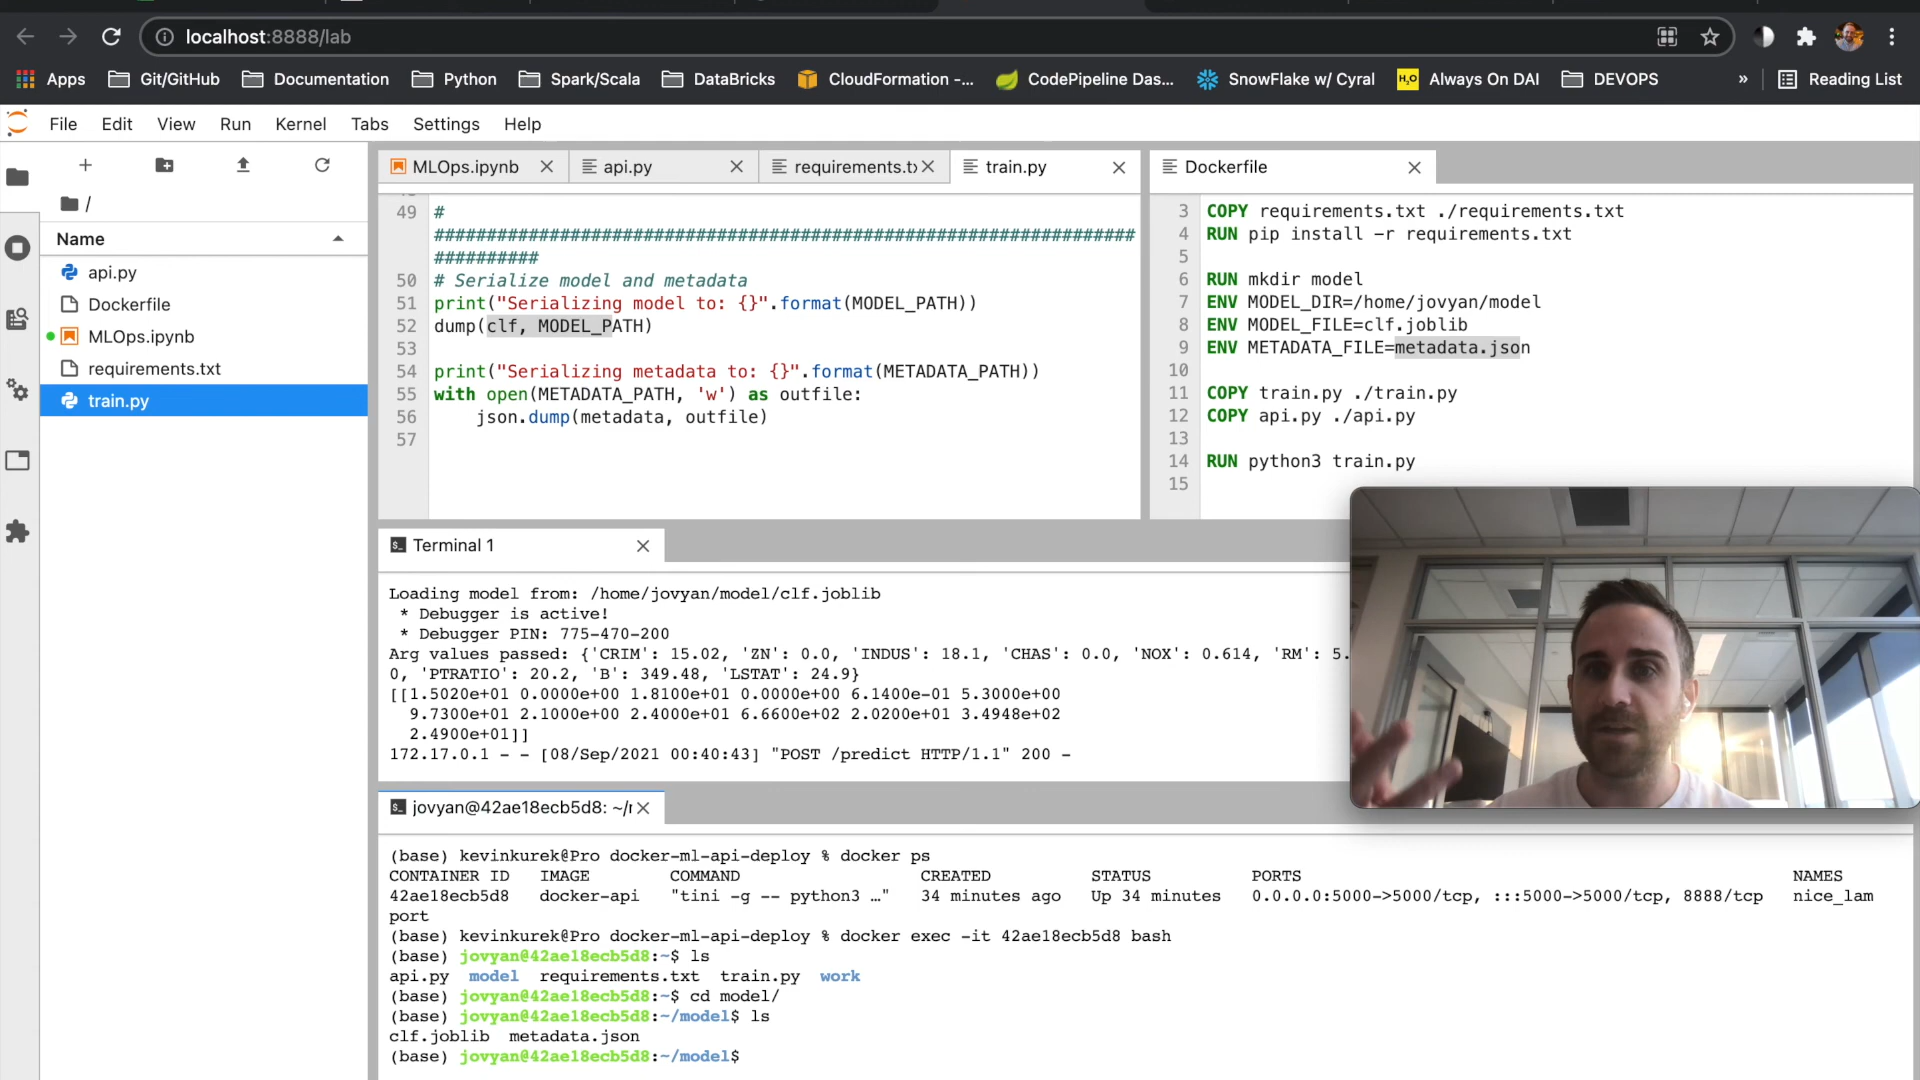 localhost:8888/lab
Apps Git/GitHub Documentation Python Spark/Scala DataBricks CloudFormation -... CodePipeline Das... SnowFlake w/ Cyral H₂O Always On DAI DEVOPS » Reading List
File Edit View Run Kernel Tabs Settings Help
/
Name
api.py
Dockerfile
MLOps.ipynb
requirements.txt
train.py
MLOps.ipynb api.py requirements.tx train.py
49 #
###################################################################
##########
50 # Serialize model and metadata
51 print("Serializing model to: {}".format(MODEL_PATH))
52 dump(clf, MODEL_PATH)
53
54 print("Serializing metadata to: {}".format(METADATA_PATH))
55 with open(METADATA_PATH, 'w') as outfile:
56 json.dump(metadata, outfile)
57
Dockerfile
3 COPY requirements.txt ./requirements.txt
4 RUN pip install -r requirements.txt
5
6 RUN mkdir model
7 ENV MODEL_DIR=/home/jovyan/model
8 ENV MODEL_FILE=clf.joblib
9 ENV METADATA_FILE=metadata.json
10
11 COPY train.py ./train.py
12 COPY api.py ./api.py
13
14 RUN python3 train.py
15
Terminal 1
Loading model from: /home/jovyan/model/clf.joblib
* Debugger is active!
* Debugger PIN: 775-470-200
Arg values passed: {'CRIM': 15.02, 'ZN': 0.0, 'INDUS': 18.1, 'CHAS': 0.0, 'NOX': 0.614, 'RM': 5.
0, 'PTRATIO': 20.2, 'B': 349.48, 'LSTAT': 24.9}
[[1.5020e+01 0.0000e+00 1.8100e+01 0.0000e+00 6.1400e-01 5.3000e+00
9.7300e+01 2.1000e+00 2.4000e+01 6.6600e+02 2.0200e+01 3.4948e+02
2.4900e+01]]
172.17.0.1 - - [08/Sep/2021 00:40:43] "POST /predict HTTP/1.1" 200 -
jovyan@42ae18ecb5d8: ~/r
(base) kevinkurek@Pro docker-ml-api-deploy % docker ps
CONTAINER ID IMAGE COMMAND CREATED STATUS PORTS NAMES
42ae18ecb5d8 docker-api "tini -g -- python3 …" 34 minutes ago Up 34 minutes 0.0.0.0:5000->5000/tcp, :::5000->5000/tcp, 8888/tcp nice_lam
port
(base) kevinkurek@Pro docker-ml-api-deploy % docker exec -it 42ae18ecb5d8 bash
(base) jovyan@42ae18ecb5d8:~$ ls
api.py model requirements.txt train.py work
(base) jovyan@42ae18ecb5d8:~$ cd model/
(base) jovyan@42ae18ecb5d8:~/model$ ls
clf.joblib metadata.json
(base) jovyan@42ae18ecb5d8:~/model$